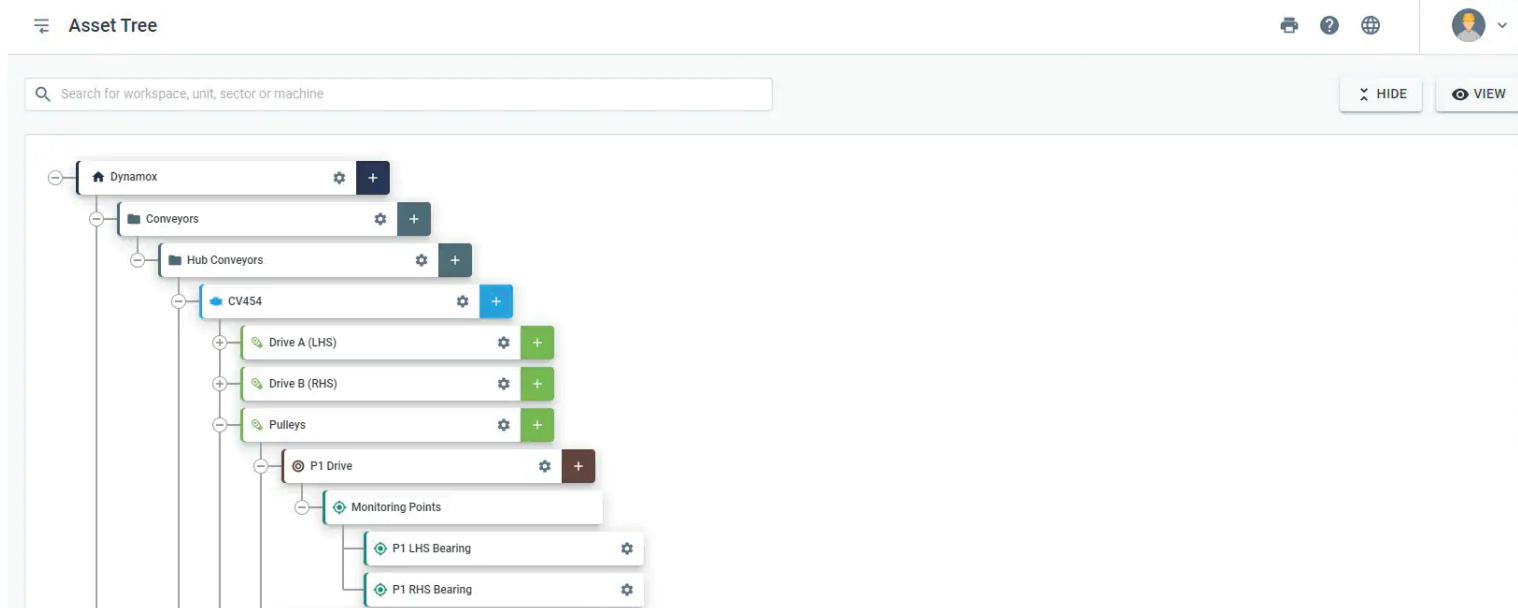 Asset Tree
Search for workspace, unit, sector or machine
HIDE
VIEW
Dynamox
Conveyors
Hub Conveyors
CV454
Drive A (LHS)
Drive B (RHS)
Pulleys
P1 Drive
Monitoring Points
P1 LHS Bearing
P1 RHS Bearing